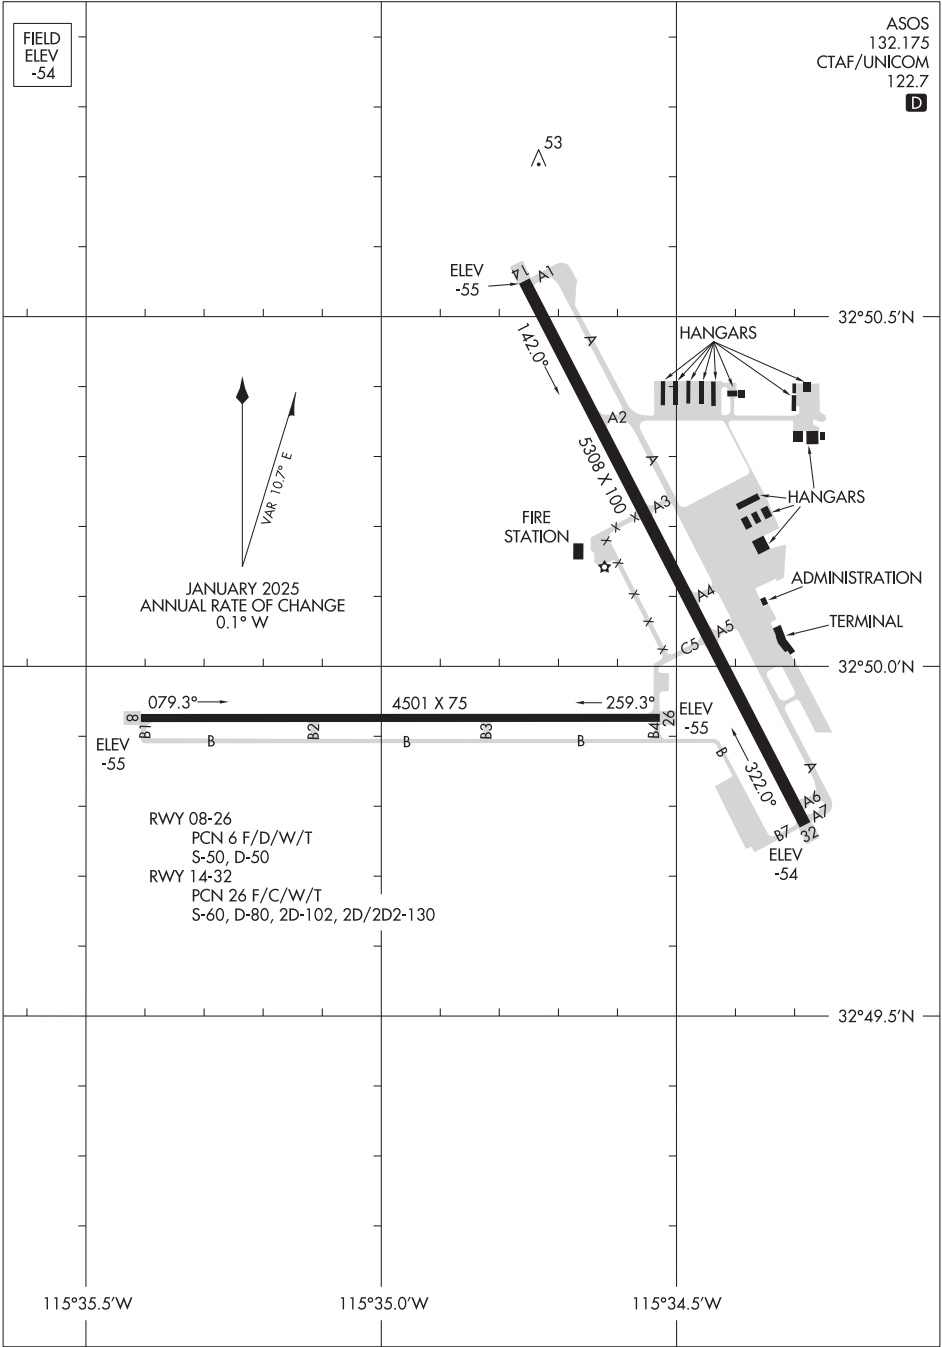 FIELD
ELEV
-54
ASOS
132.175
CTAF/UNICOM
122.7
D
53
ELEV
-55
14
A1
32°50.5'N
142.0°
A
HANGARS
A2
5308 X 100
A
A3
HANGARS
VAR 10.7° E
FIRE
STATION
JANUARY 2025
ANNUAL RATE OF CHANGE
0.1° W
A4
ADMINISTRATION
A5
TERMINAL
C5
32°50.0'N
079.3°
4501 X 75
259.3°
8
B1
B2
B3
B4
26
ELEV
-55
ELEV
-55
B
B
B
B
322.0°
A
A6
A7
B7
32
ELEV
-54
RWY 08-26
PCN 6 F/D/W/T
S-50, D-50
RWY 14-32
PCN 26 F/C/W/T
S-60, D-80, 2D-102, 2D/2D2-130
32°49.5'N
115°35.5'W
115°35.0'W
115°34.5'W